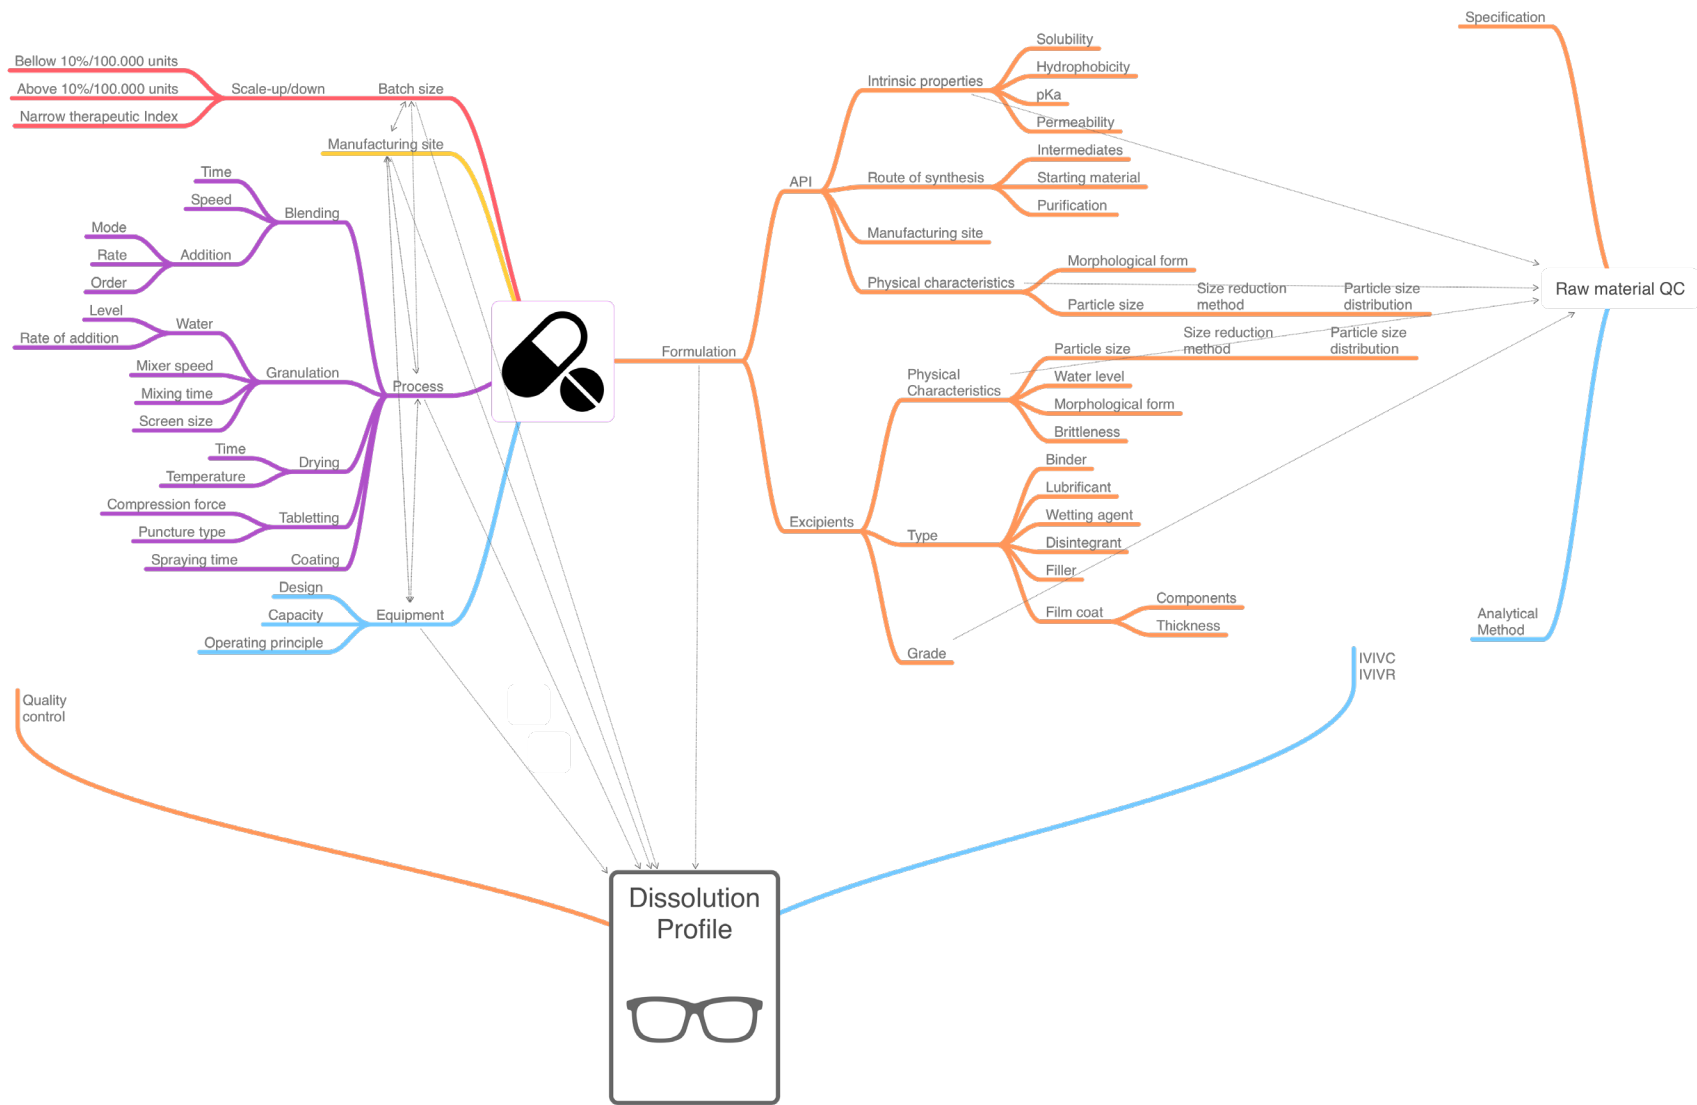 Bellow 10%/100.000 units
Above 10%/100.000 units
Narrow therapeutic Index
Scale-up/down
Batch size
Manufacturing site
Time
Speed
Blending
Mode
Rate
Order
Addition
Level
Rate of addition
Water
Mixer speed
Mixing time
Screen size
Granulation
Process
Time
Temperature
Drying
Compression force
Puncture type
Tabletting
Spraying time
Coating
Design
Capacity
Operating principle
Equipment
Formulation
API
Intrinsic properties
Solubility
Hydrophobicity
pKa
Permeability
Route of synthesis
Intermediates
Starting material
Purification
Manufacturing site
Physical characteristics
Morphological form
Particle size
Size reduction
method
Particle size
distribution
Excipients
Physical
Characteristics
Particle size
Size reduction
method
Particle size
distribution
Water level
Morphological form
Brittleness
Type
Binder
Lubrificant
Wetting agent
Disintegrant
Filler
Film coat
Components
Thickness
Grade
Specification
Raw material QC
Analytical
Method
Quality
control
IVIVC
IVIVR
Dissolution
Profile